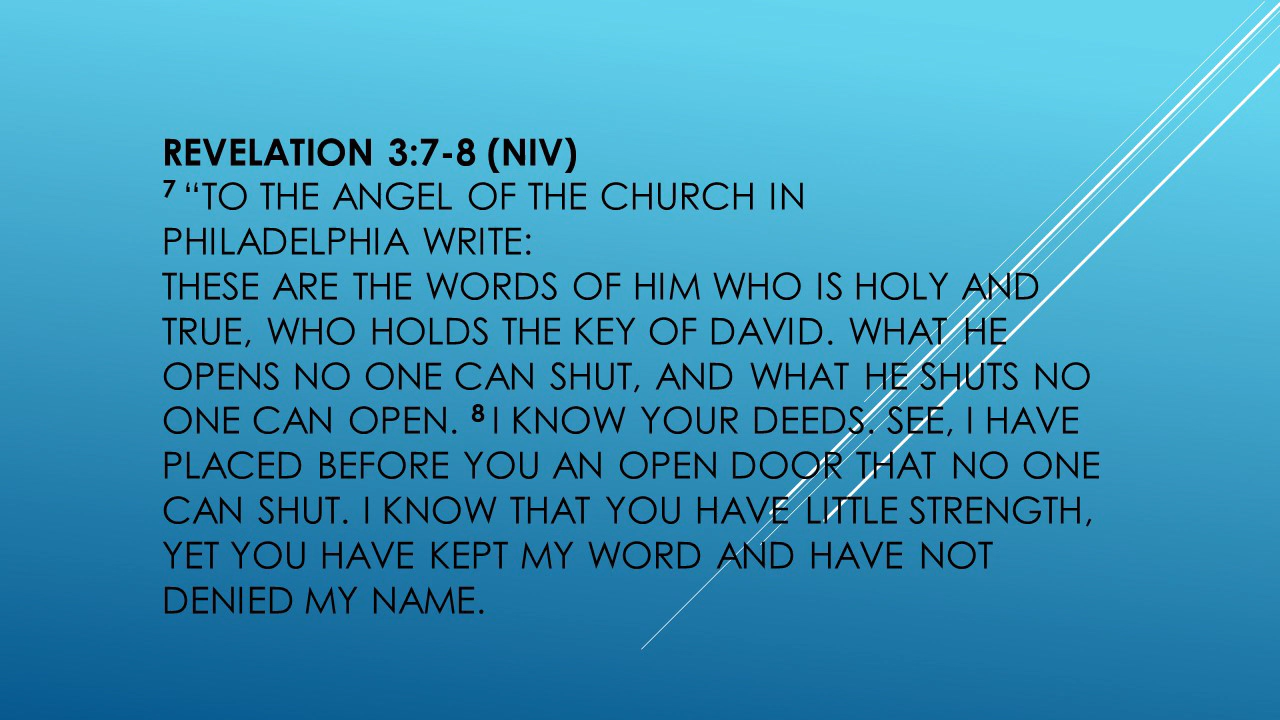 REVELATION 3:7-8 (NIV)
7 “TO THE ANGEL OF THE CHURCH IN
PHILADELPHIA WRITE:
THESE ARE THE WORDS OF HIM WHO IS HOLY AND
TRUE, WHO HOLDS THE KEY OF DAVID. WHAT HE
OPENS NO ONE CAN SHUT, AND WHAT HE SHUTS NO
ONE CAN OPEN. 8 I KNOW YOUR DEEDS. SEE, I HAVE
PLACED BEFORE YOU AN OPEN DOOR THAT NO ONE
CAN SHUT. I KNOW THAT YOU HAVE LITTLE STRENGTH,
YET YOU HAVE KEPT MY WORD AND HAVE NOT
DENIED MY NAME.